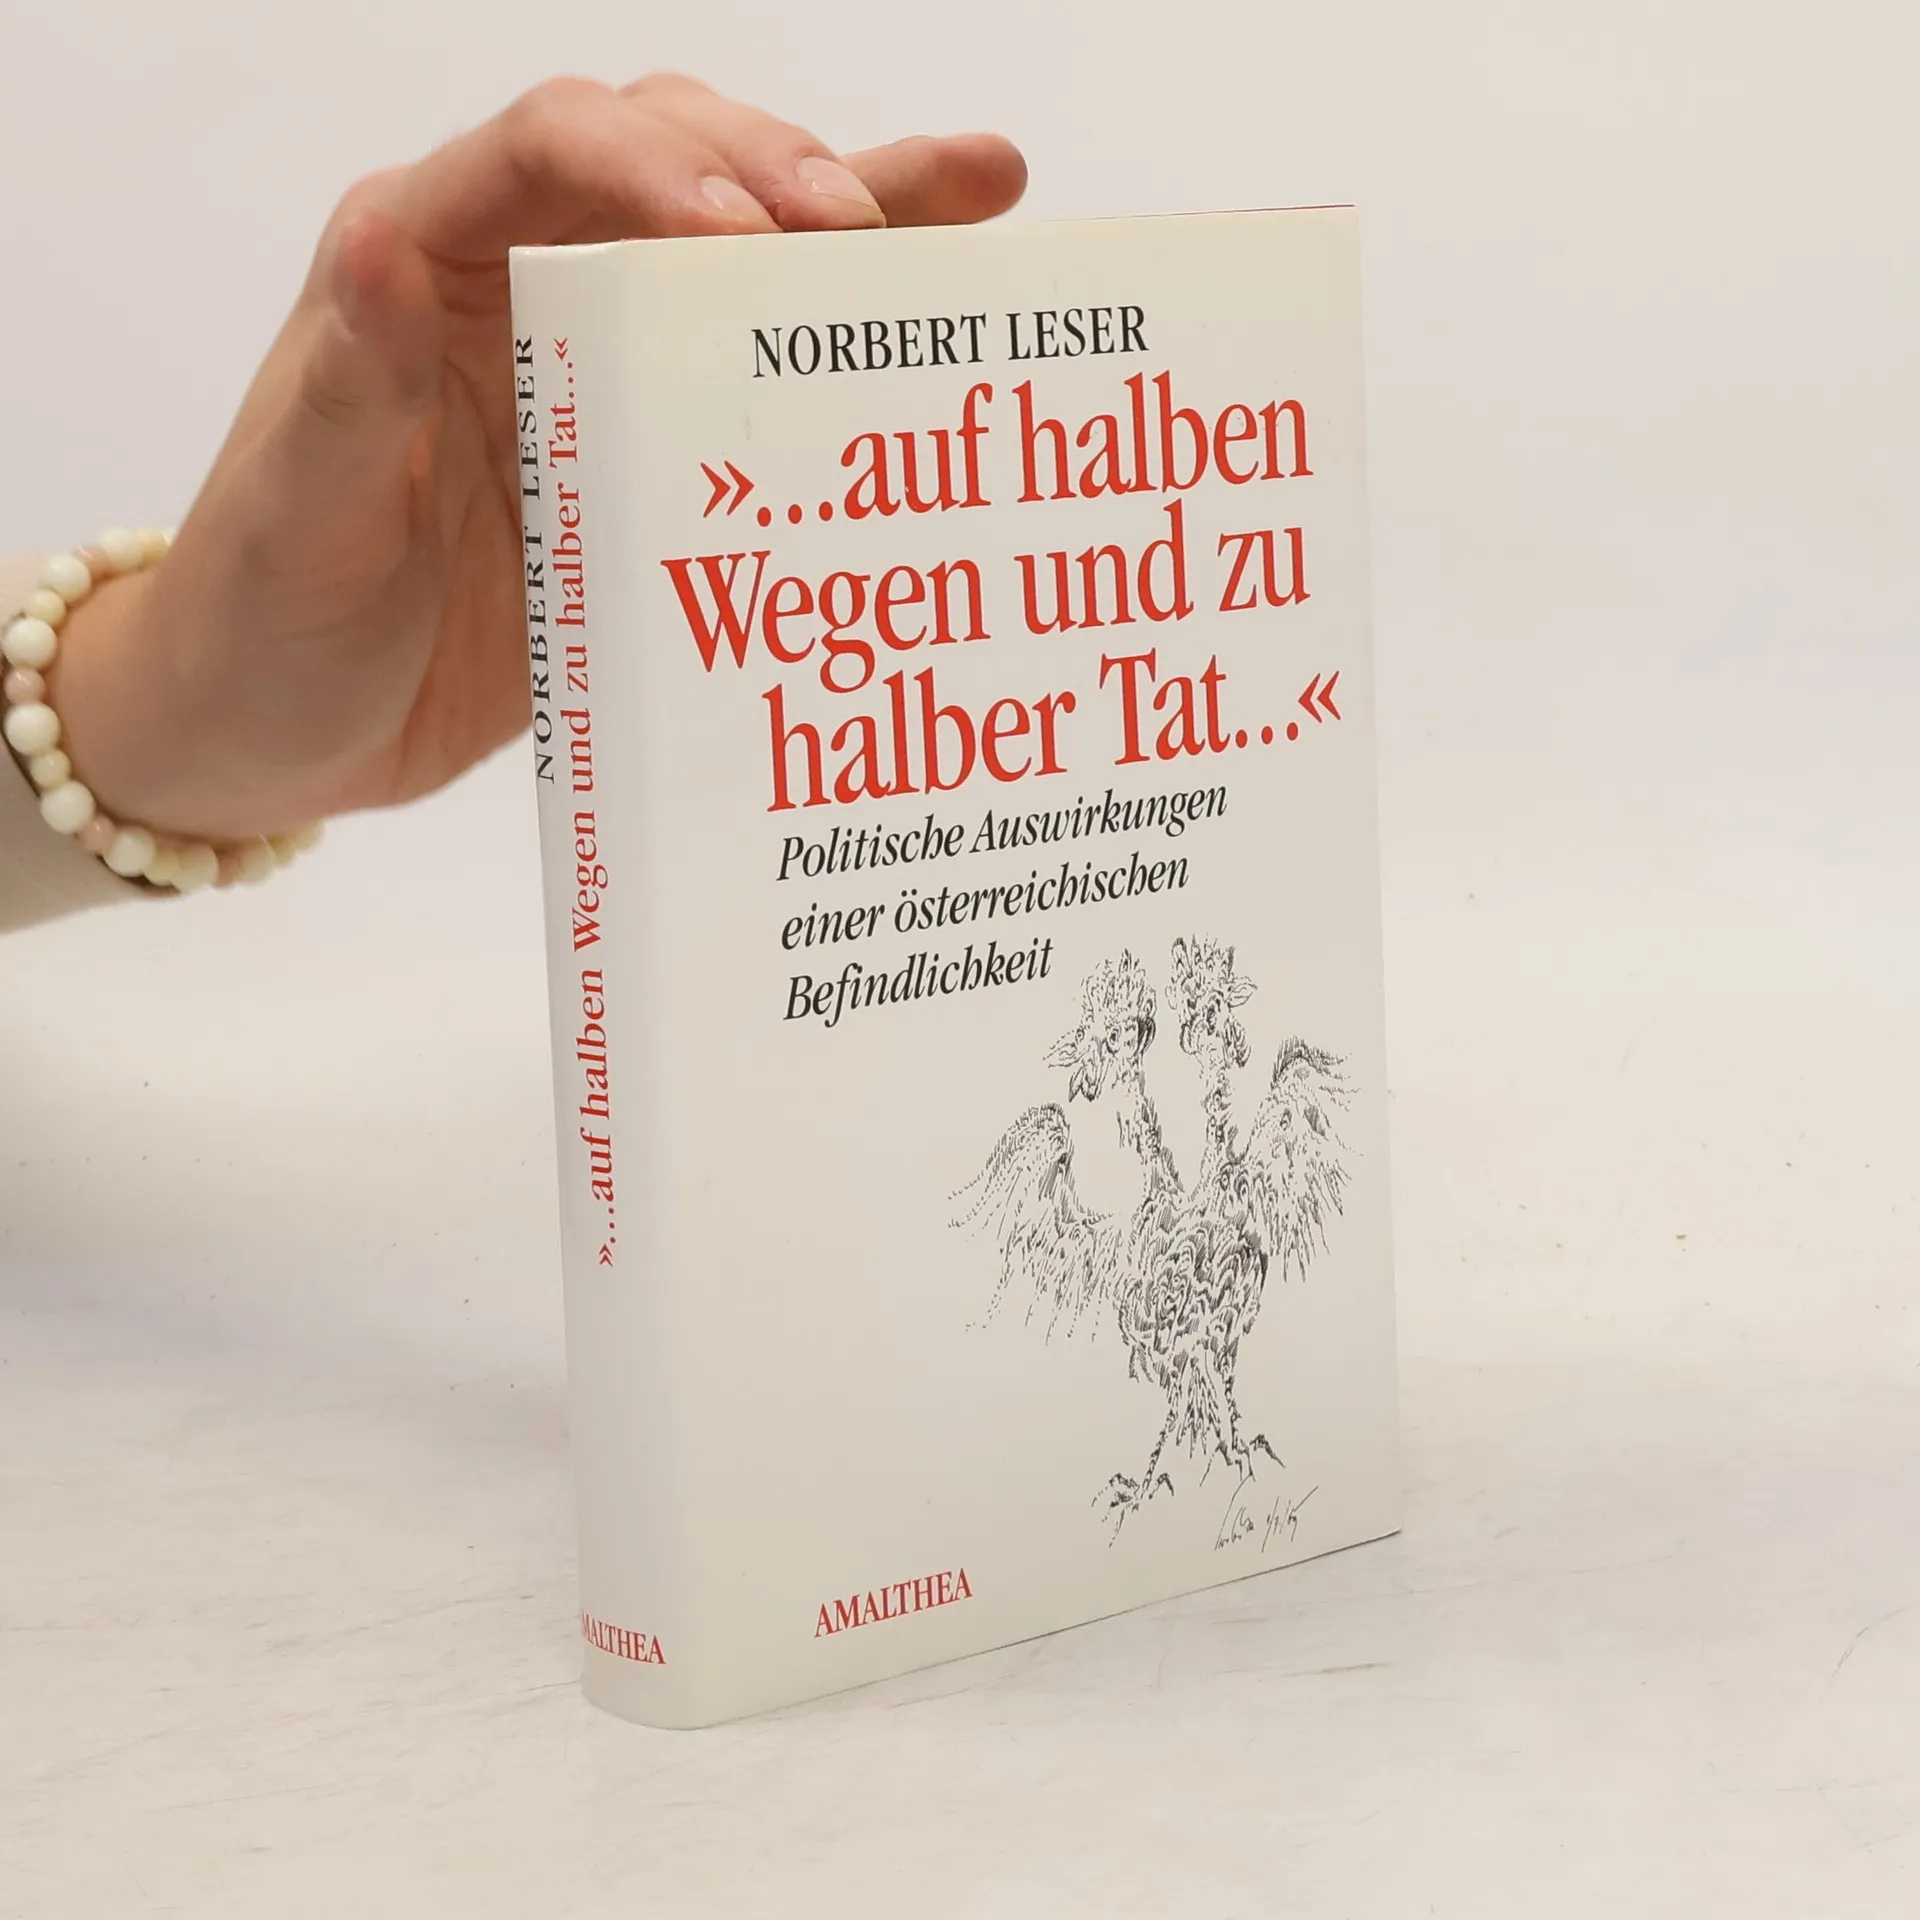 NORBERT LESER
»...auf halben
Wegen und zu
halber Tat...«
Politische Auswirkungen
einer österreichischen
Befindlichkeit
AMALTHEA
NORBERT LESER
»...auf halben Wegen und zu halber Tat...«
MALTHEA